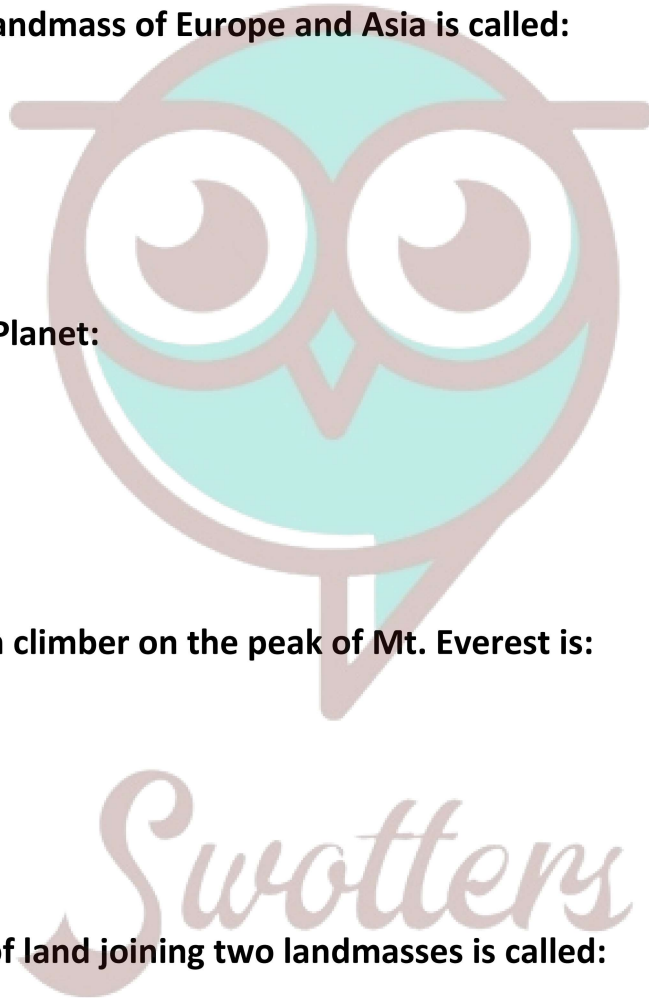 andmass of Europe and Asia is called:
Planet:
climber on the peak of Mt. Everest is:
Swotters
of land joining two landmasses is called: